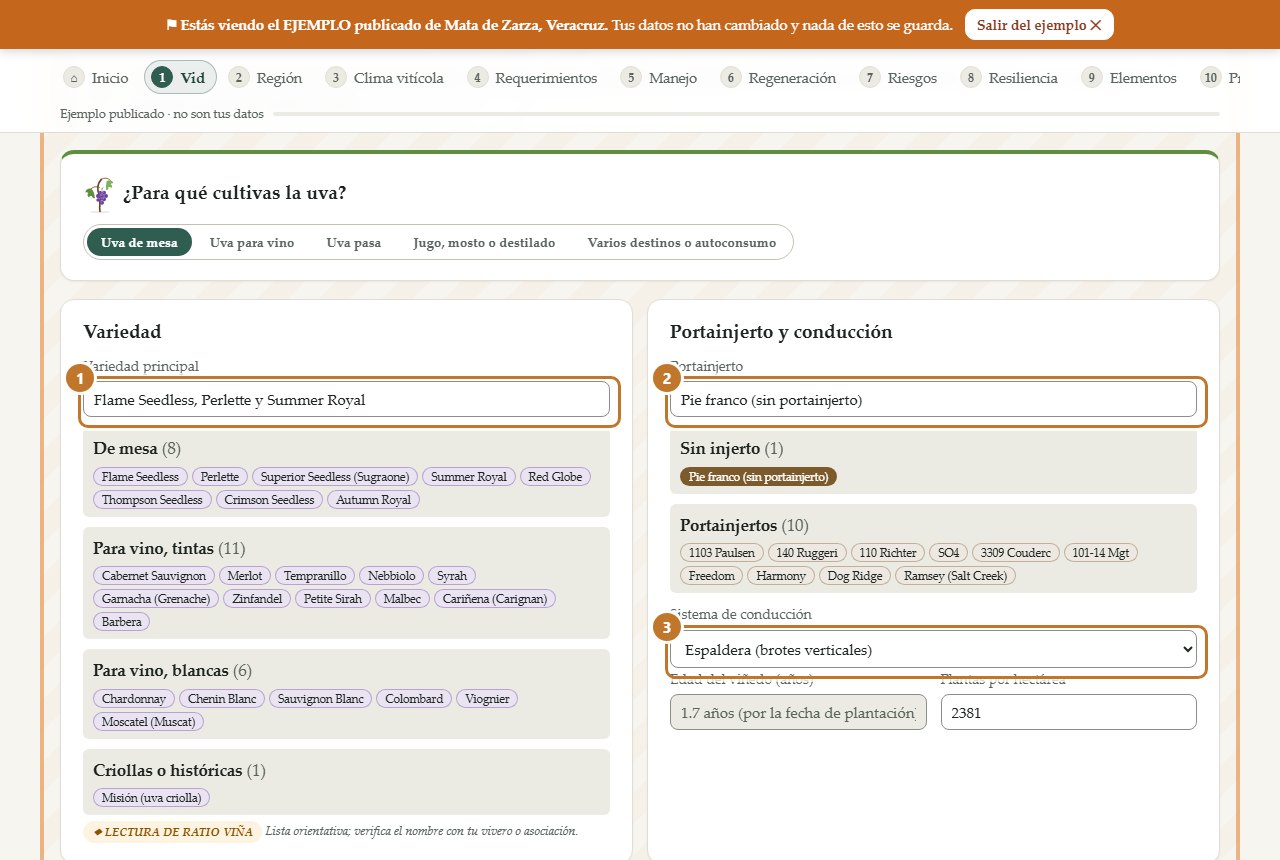 ⚑ Estás viendo el EJEMPLO publicado de Mata de Zarza, Veracruz. Tus datos no han cambiado y nada de esto se guarda. Salir del ejemplo ✕
⌂ Inicio 1 Vid 2 Región 3 Clima vitícola 4 Requerimientos 5 Manejo 6 Regeneración 7 Riesgos 8 Resiliencia 9 Elementos 10
Ejemplo publicado · no son tus datos
¿Para qué cultivas la uva?
Uva de mesa Uva para vino Uva pasa Jugo, mosto o destilado Varios destinos o autoconsumo
Variedad
Variedad principal
1
Flame Seedless, Perlette y Summer Royal
De mesa (8)
Flame Seedless Perlette Superior Seedless (Sugraone) Summer Royal Red Globe
Thompson Seedless Crimson Seedless Autumn Royal
Para vino, tintas (11)
Cabernet Sauvignon Merlot Tempranillo Nebbiolo Syrah
Garnacha (Grenache) Zinfandel Petite Sirah Malbec Cariñena (Carignan)
Barbera
Para vino, blancas (6)
Chardonnay Chenin Blanc Sauvignon Blanc Colombard Viognier
Moscatel (Muscat)
Criollas o históricas (1)
Misión (uva criolla)
◆ LECTURA DE RATIO VIÑA Lista orientativa; verifica el nombre con tu vivero o asociación.
Portainjerto y conducción
Portainjerto
2
Pie franco (sin portainjerto)
Sin injerto (1)
Pie franco (sin portainjerto)
Portainjertos (10)
1103 Paulsen 140 Ruggeri 110 Richter SO4 3309 Couderc 101-14 Mgt
Freedom Harmony Dog Ridge Ramsey (Salt Creek)
Sistema de conducción
3
Espaldera (brotes verticales)
Edad del viñedo (años) Plantas por hectárea
1.7 años (por la fecha de plantación) 2381